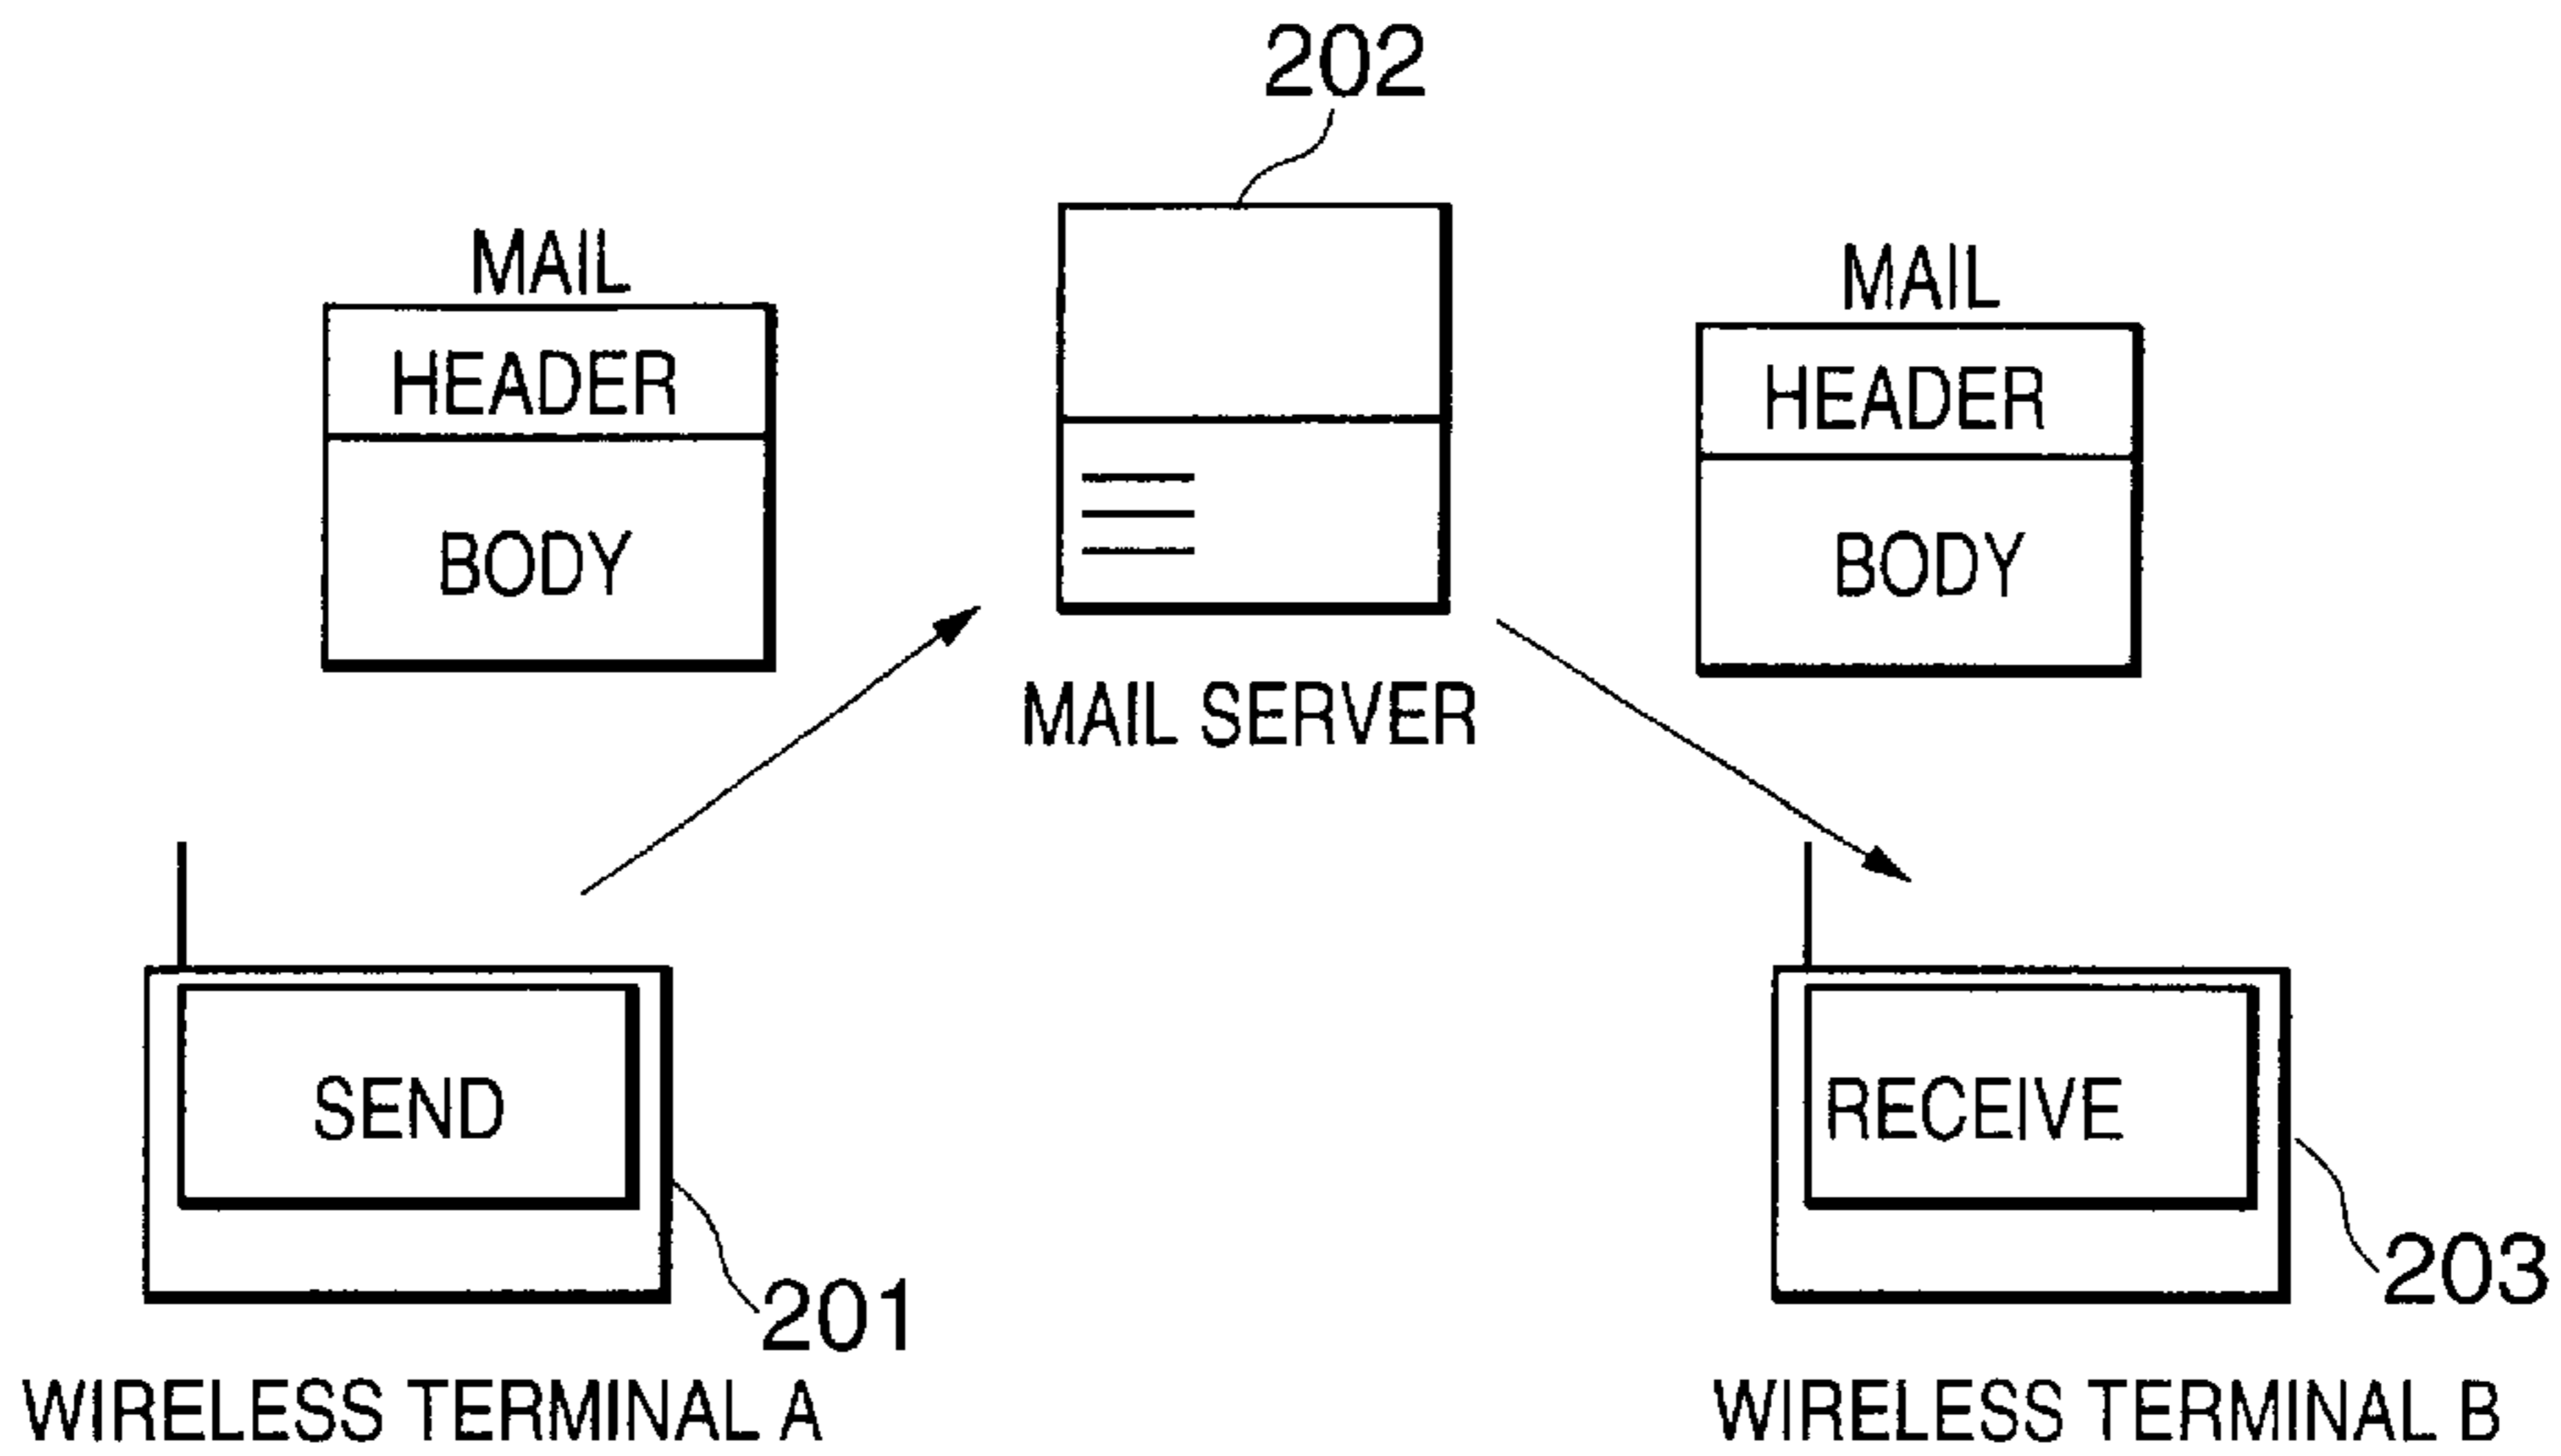 202
MAIL
HEADER
BODY
MAIL SERVER
MAIL
HEADER
BODY
SEND
201
WIRELESS TERMINAL A
RECEIVE
203
WIRELESS TERMINAL B